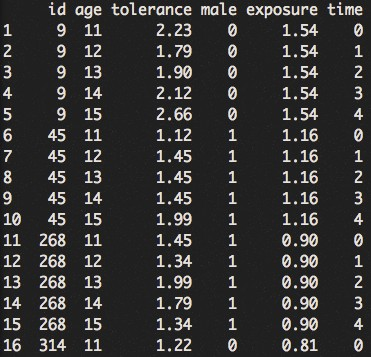 id age tolerance male exposure time
1 9 11 2.23 0 1.54 0
2 9 12 1.79 0 1.54 1
3 9 13 1.90 0 1.54 2
4 9 14 2.12 0 1.54 3
5 9 15 2.66 0 1.54 4
6 45 11 1.12 1 1.16 0
7 45 12 1.45 1 1.16 1
8 45 13 1.45 1 1.16 2
9 45 14 1.45 1 1.16 3
10 45 15 1.99 1 1.16 4
11 268 11 1.45 1 0.90 0
12 268 12 1.34 1 0.90 1
13 268 13 1.99 1 0.90 2
14 268 14 1.79 1 0.90 3
15 268 15 1.34 1 0.90 4
16 314 11 1.22 0 0.81 0